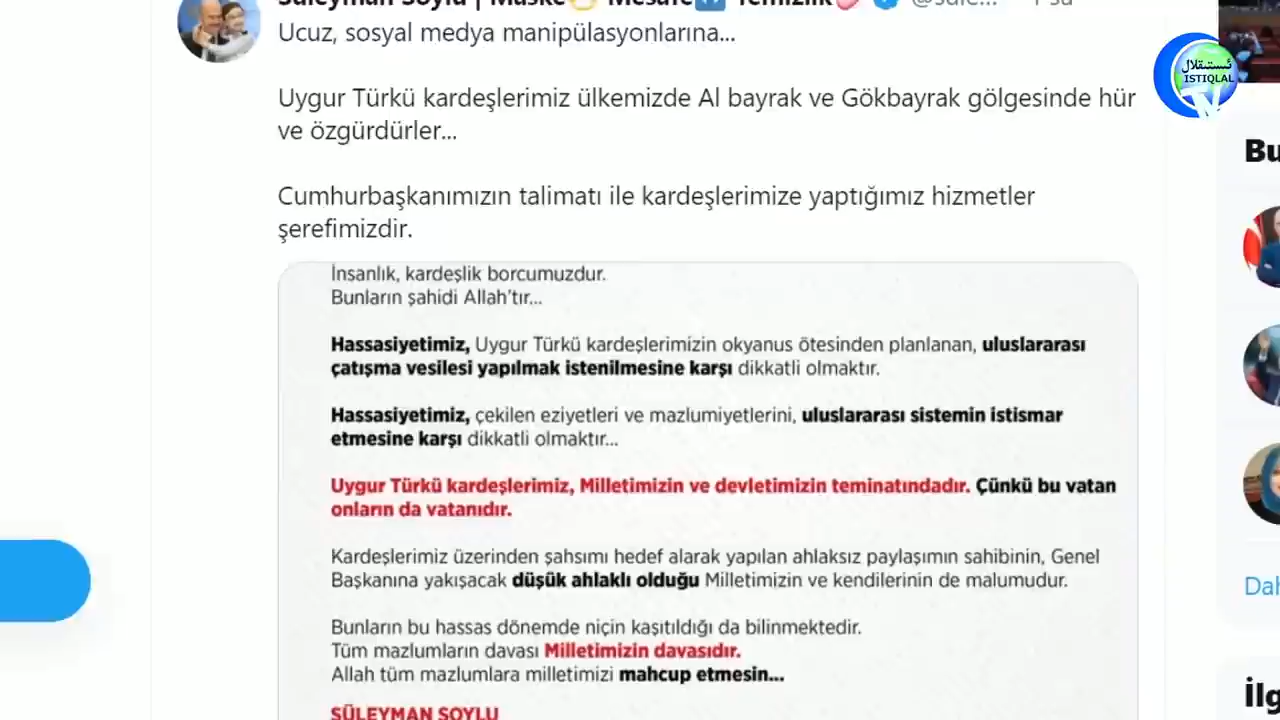 Süleyman Soylu | Maske Mesafe Temizlik @süle...
Ucuz, sosyal medya manipülasyonlarına...
ئىستىقلال
ISTIQLAL
TV
Uygur Türkü kardeşlerimiz ülkemizde Al bayrak ve Gökbayrak gölgesinde hür
ve özgürdürler...
Cumhurbaşkanımızın talimatı ile kardeşlerimize yaptığımız hizmetler
şerefimizdir.
İnsanlık, kardeşlik borcumuzdur.
Bunların şahidi Allah'tır...
Hassasiyetimiz, Uygur Türkü kardeşlerimizin okyanus ötesinden planlanan, uluslararası
çatışma vesilesi yapılmak istenilmesine karşı dikkatli olmaktır.
Hassasiyetimiz, çekilen eziyetleri ve mazlumiyetlerini, uluslararası sistemin istismar
etmesine karşı dikkatli olmaktır...
Uygur Türkü kardeşlerimiz, Milletimizin ve devletimizin teminatındadır. Çünkü bu vatan
onların da vatanıdır.
Kardeşlerimiz üzerinden şahsımı hedef alarak yapılan ahlaksız paylaşımın sahibinin, Genel
Başkanına yakışacak düşük ahlaklı olduğu Milletimizin ve kendilerinin de malumudur.
Bunların bu hassas dönemde niçin kaşıtıldığı da bilinmektedir.
Tüm mazlumların davası Milletimizin davasıdır.
Allah tüm mazlumlara milletimizi mahcup etmesin...
SÜLEYMAN SOYLU
Bu
Dah
İlg